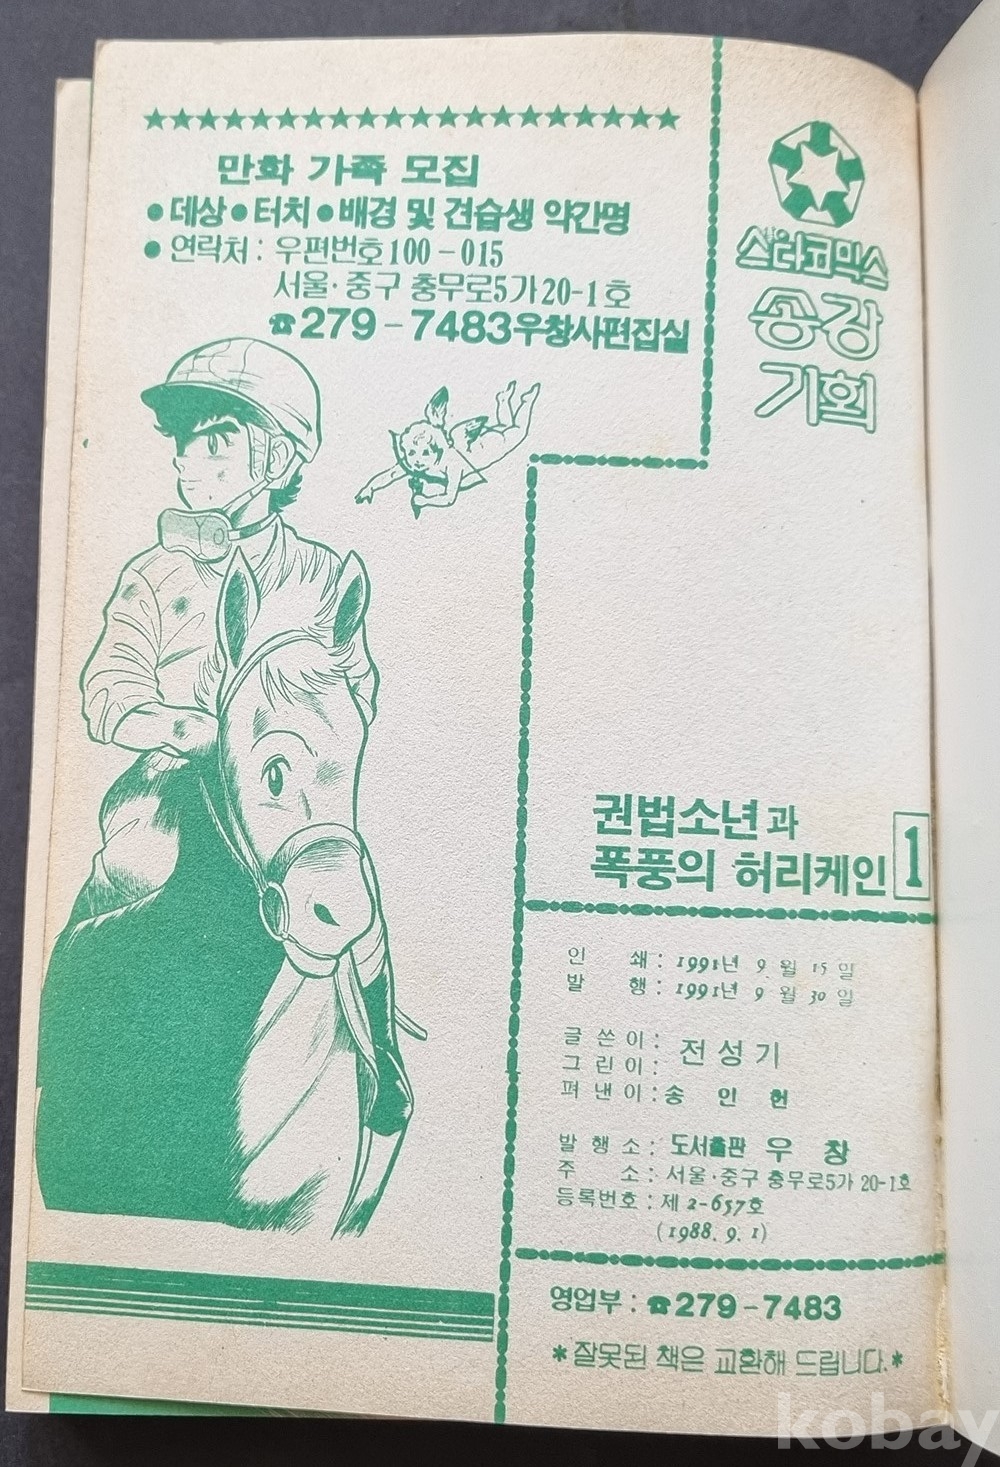 만화 가족 모집
●데상●터치●배경 및 견습생 약간명
●연락처 : 우편번호100-015
서울·중구 충무로5가20-1호
☎279-7483우창사편집실
스타코믹스
송강
기획
권법소년과
폭풍의 허리케인 1
인 쇄: 1991년 9월 15일
발 행: 1991년 9월 30일
글쓴이: 전성기
그린이:
펴낸이: 송 인 헌
발행소: 도서출판 우 창
주 소: 서울·중구 충무로5가 20-1호
등록번호: 제 2-657호
(1988. 9. 1)
영업부: ☎279-7483
*잘못된 책은 교환해 드립니다.*
kobay